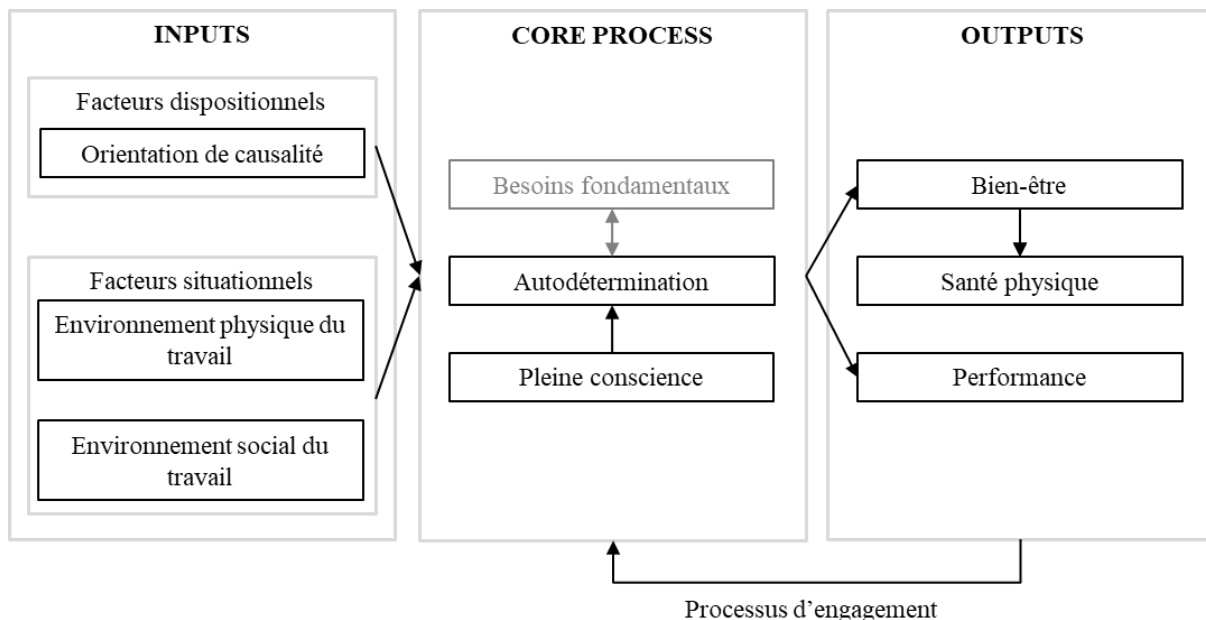 INPUTS
Facteurs dispositionnels
Orientation de causalité
Facteurs situationnels
Environnement physique du
travail
Environnement social du
travail
CORE PROCESS
Besoins fondamentaux
Autodétermination
Pleine conscience
OUTPUTS
Bien-être
Santé physique
Performance
Processus d’engagement